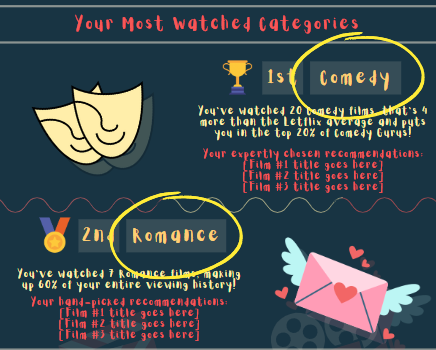 Your Most Watched Categories
1st Comedy
You've watched 20 Comedy films, that's 4
more than the Letflix average and puts
you in the top 20% of Comedy Gurus!
Your expertly chosen recommendations:
[Film #1 title goes here]
[Film #2 title goes here]
[Film #3 title goes here]
2nd Romance
You've watched 7 Romance films, making
up 60% of your entire viewing history!
Your hand-picked recommendations:
[Film #1 title goes here]
[Film #2 title goes here]
[Film #3 title goes here]